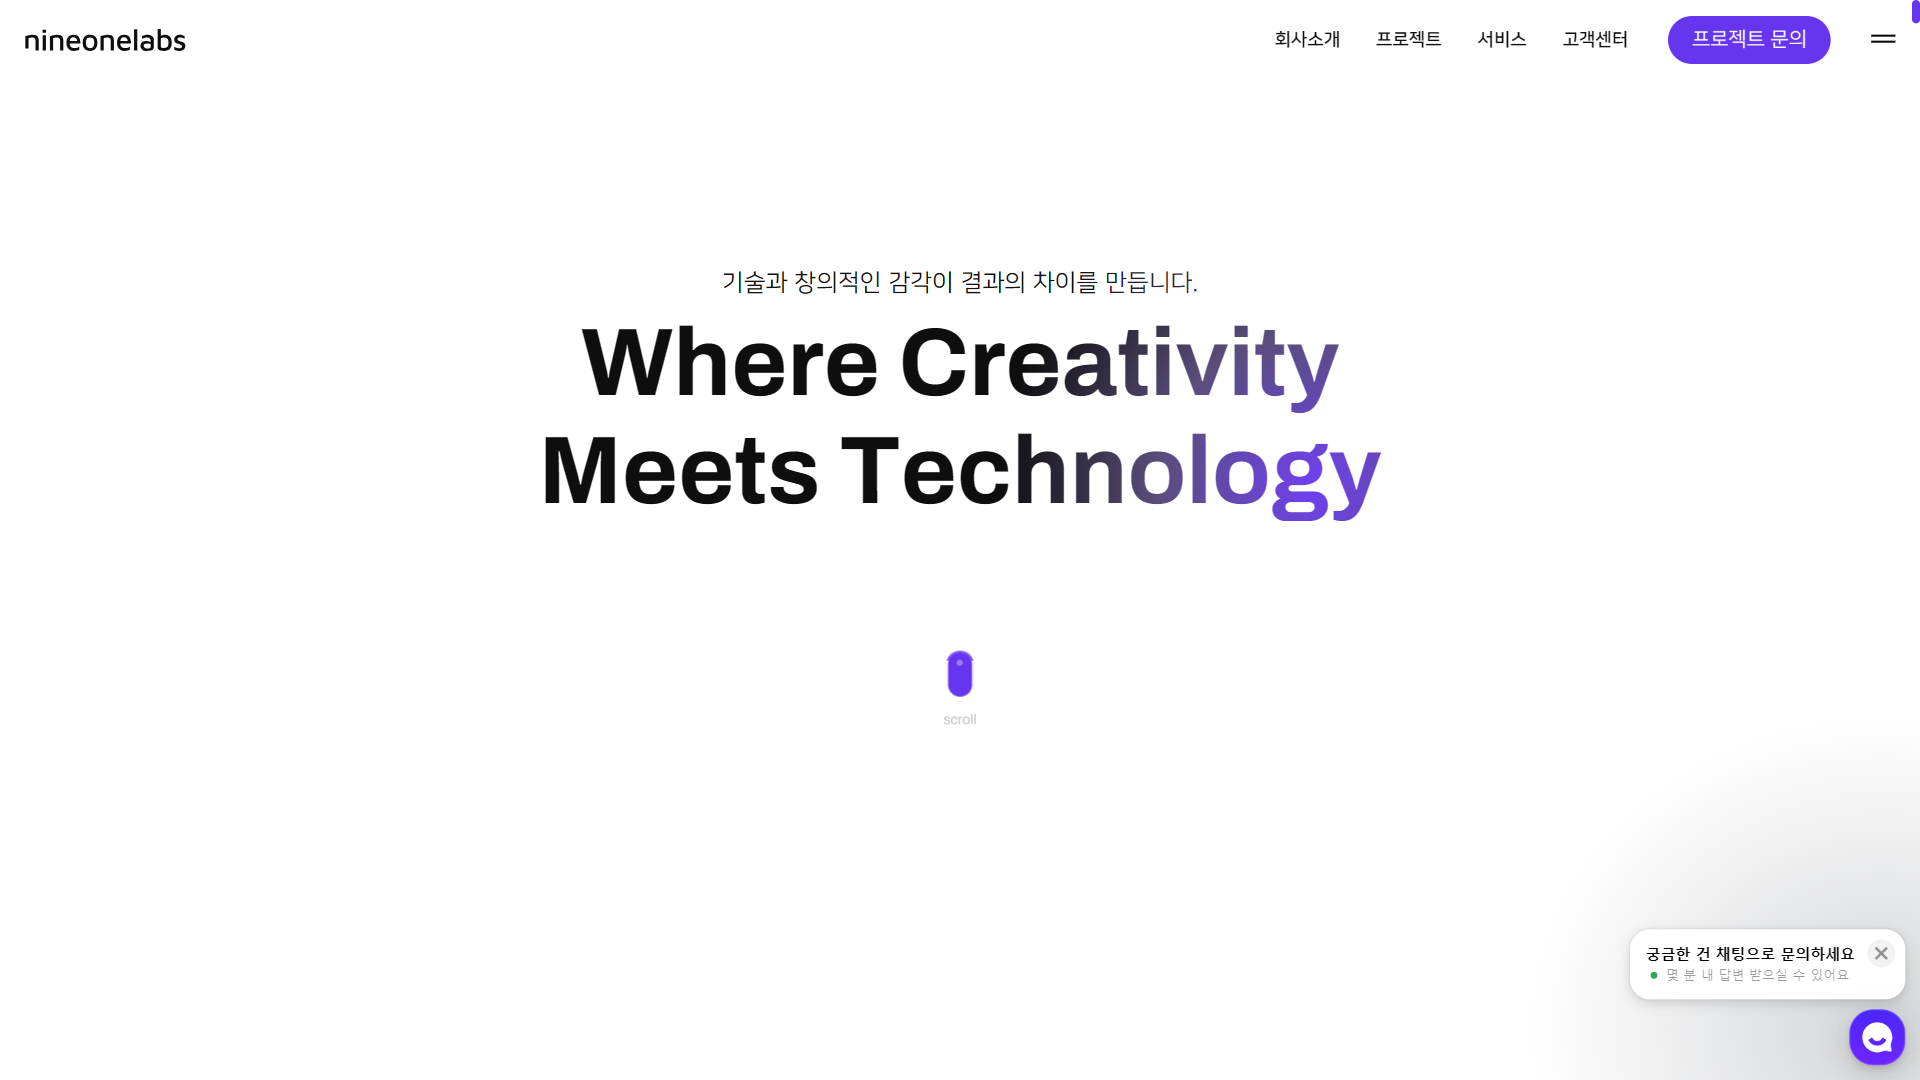 nineonelabs
회사소개
프로젝트
서비스
고객센터
프로젝트 문의
기술과 창의적인 감각이 결과의 차이를 만듭니다.
Where Creativity
Meets Technology
scroll
궁금한 건 채팅으로 문의하세요
몇 분 내 답변 받으실 수 있어요